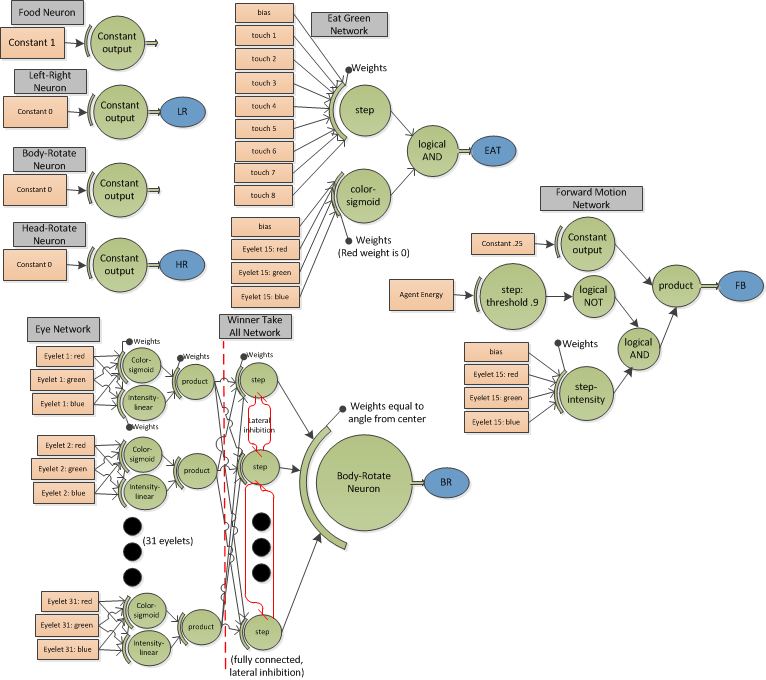 Food Neuron
Constant 1
Constant
output
Left-Right
Neuron
Constant 0
Constant
output
LR
Body-Rotate
Neuron
Constant 0
Constant
output
Head-Rotate
Neuron
Constant 0
Constant
output
HR
Eat Green
Network
bias
touch 1
touch 2
touch 3
touch 4
touch 5
touch 6
touch 7
touch 8
Weights
step
logical
AND
EAT
color-
sigmoid
bias
Eyelet 15: red
Eyelet 15: green
Eyelet 15: blue
Weights
(Red weight is 0)
Forward Motion
Network
Constant .25
Constant
output
Agent Energy
step:
threshold .9
logical
NOT
product
FB
logical
AND
bias
Eyelet 15: red
Eyelet 15: green
Eyelet 15: blue
Weights
step-
intensity
Eye Network
Eyelet 1: red
Eyelet 1: green
Eyelet 1: blue
Weights
Color-
sigmoid
Intensity-
linear
Weights
Weights
product
Eyelet 2: red
Eyelet 2: green
Eyelet 2: blue
Color-
sigmoid
Intensity-
linear
product
(31 eyelets)
Eyelet 31: red
Eyelet 31: green
Eyelet 31: blue
Color-
sigmoid
Intensity-
linear
product
Winner Take
All Network
Weights
step
Lateral
inhibition
step
step
(fully connected,
lateral inhibition)
Weights equal to
angle from center
Body-Rotate
Neuron
BR